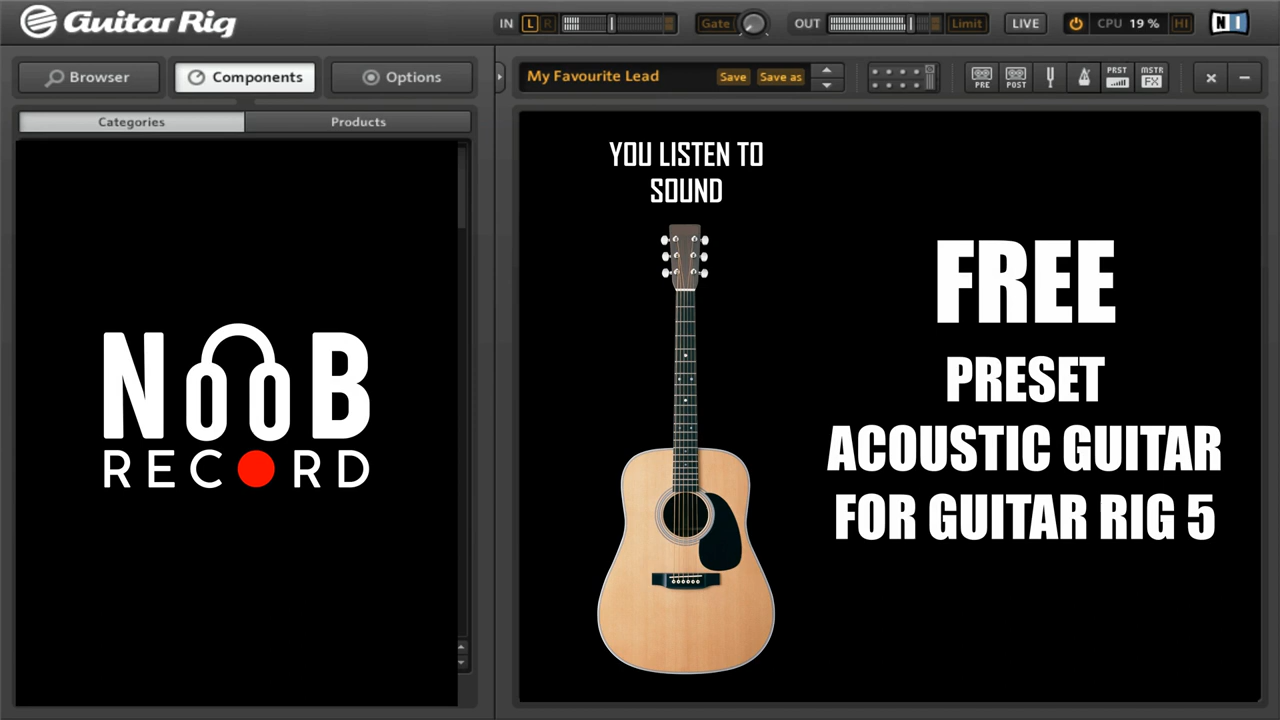 Guitar Rig
IN L R
Gate
OUT
Limit
LIVE
CPU 19 % HI
N I
Browser
Components
Options
My Favourite Lead
Save
Save as
PRE
POST
PRST
MSTR
FX
Categories
Products
NOOB
RECORD
YOU LISTEN TO
SOUND
FREE
PRESET
ACOUSTIC GUITAR
FOR GUITAR RIG 5